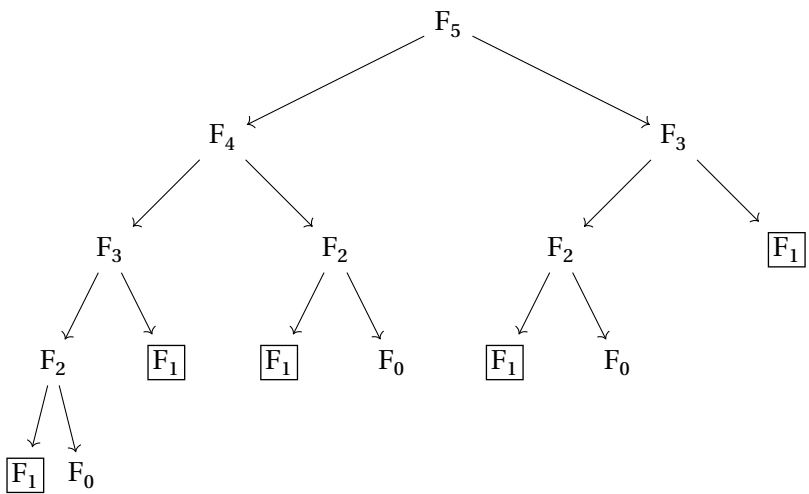 F₅
F₄ F₃
F₃ F₂ F₂ F₁
F₂ F₁ F₁ F₀ F₁ F₀
F₁ F₀